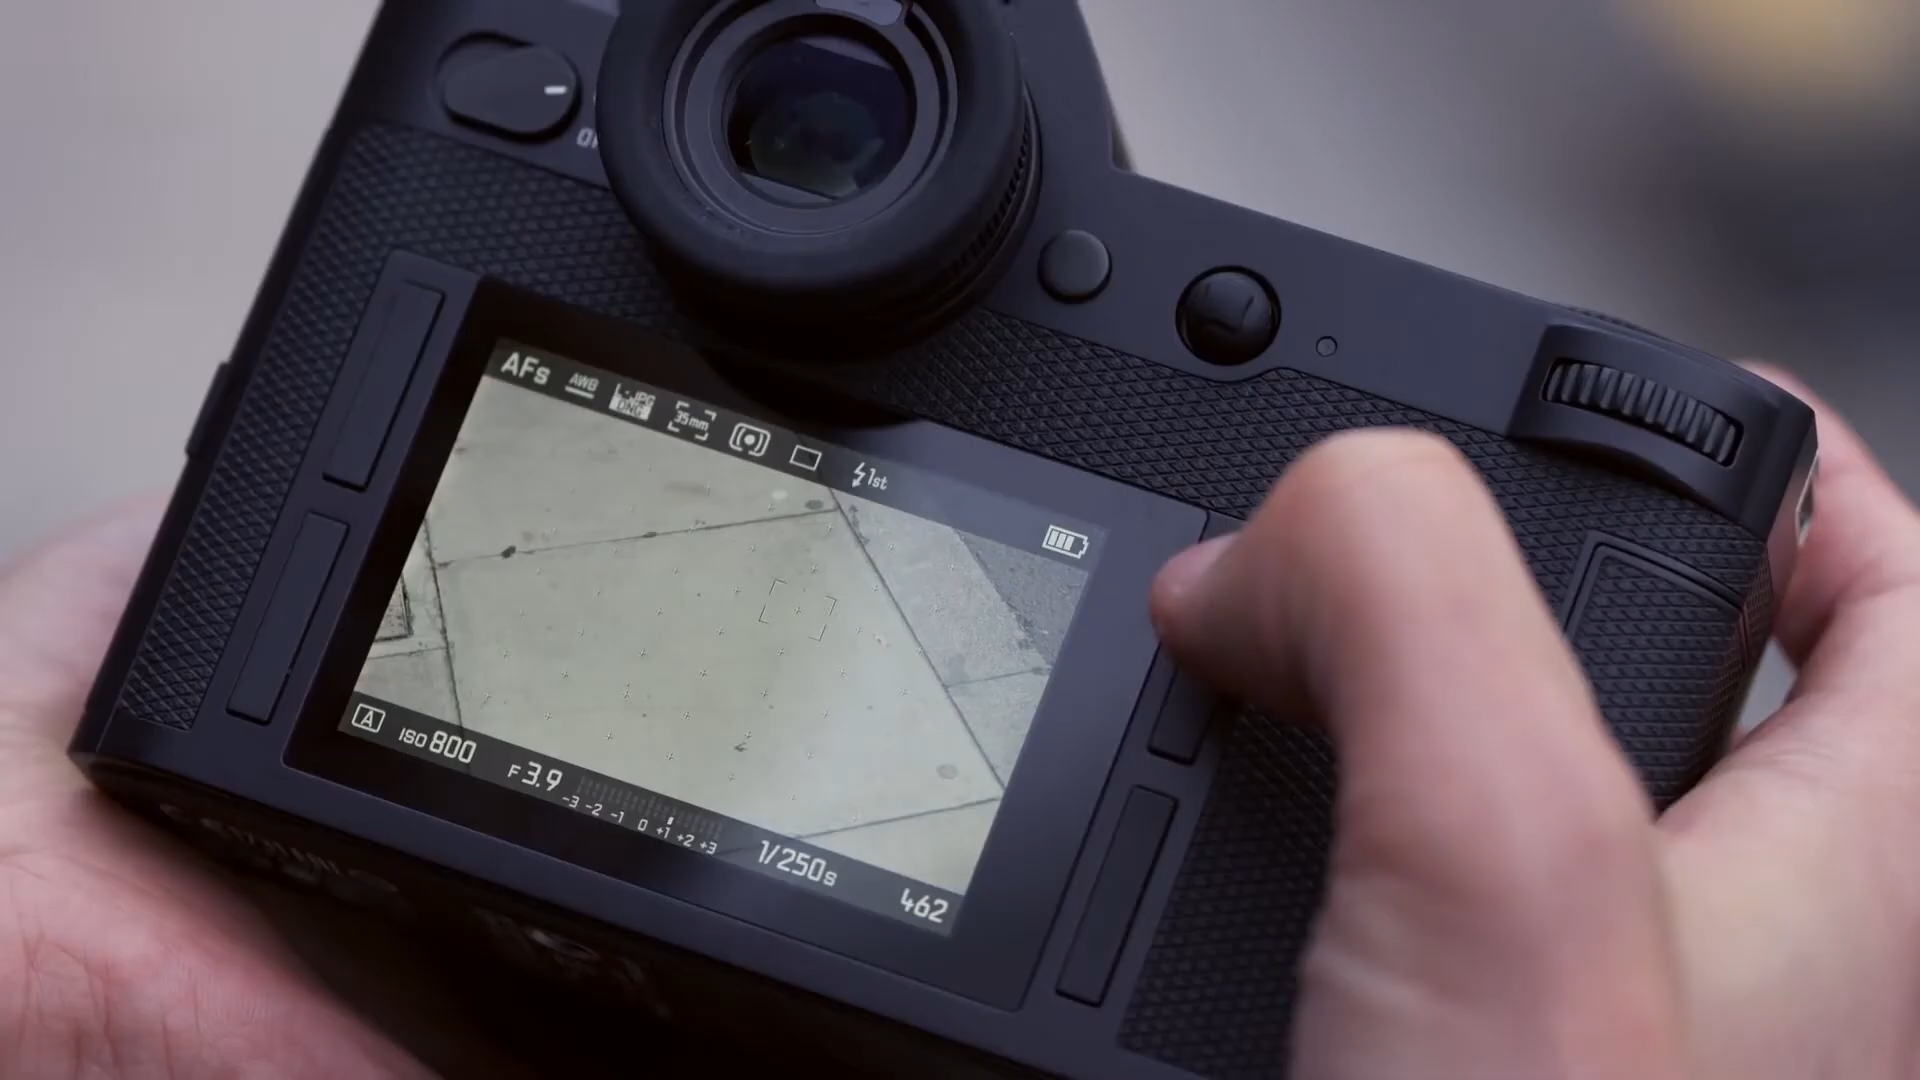 AFs AWB L-JPG 35mm 1st
DNG
A ISO 800 F 3.9 -3 -2 -1 0 +1 +2 +3 1/250s 462